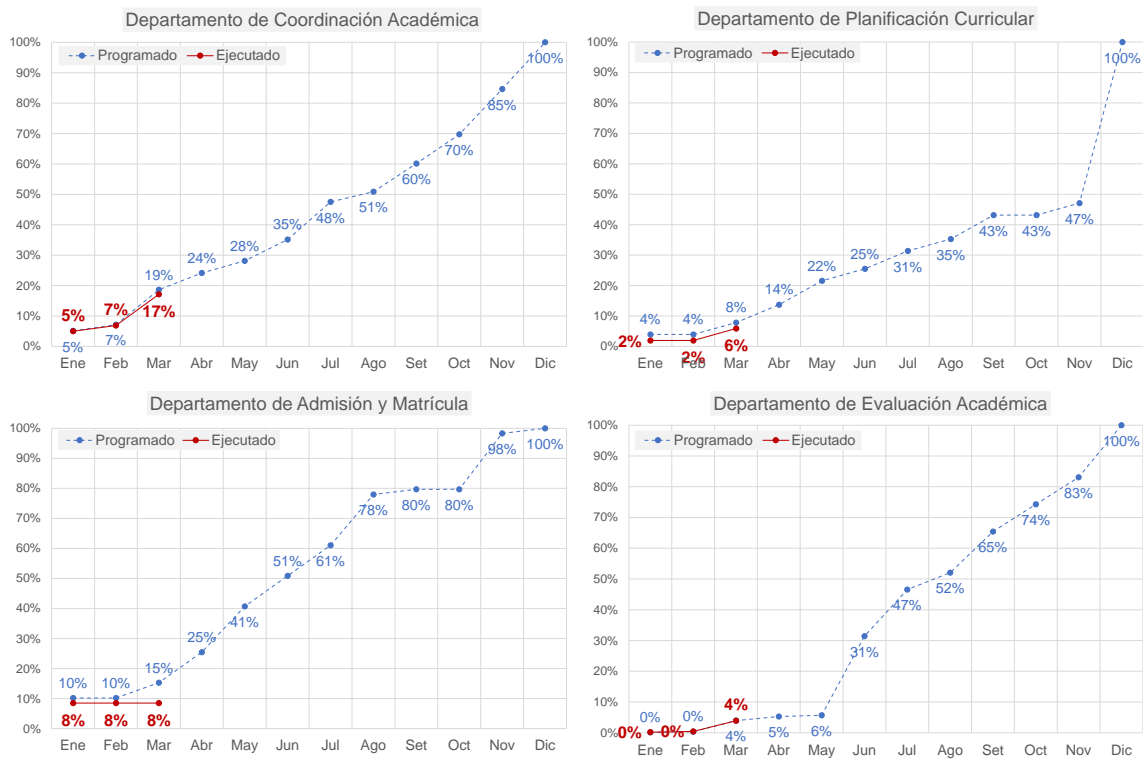 Departamento de Coordinación Académica
Programado Ejecutado
100%
90%
80%
70%
60%
50%
40%
30%
20%
10%
0%
5% 7% 19% 24% 28% 35% 48% 51% 60% 70% 85% 100%
5% 7% 17%
Ene Feb Mar Abr May Jun Jul Ago Set Oct Nov Dic
Departamento de Planificación Curricular
Programado Ejecutado
100%
90%
80%
70%
60%
50%
40%
30%
20%
10%
0%
4% 4% 8% 14% 22% 25% 31% 35% 43% 43% 47% 100%
2% 2% 6%
Ene Feb Mar Abr May Jun Jul Ago Set Oct Nov Dic
Departamento de Admisión y Matrícula
Programado Ejecutado
100%
90%
80%
70%
60%
50%
40%
30%
20%
10%
0%
10% 10% 15% 25% 41% 51% 61% 78% 80% 80% 98% 100%
8% 8% 8%
Ene Feb Mar Abr May Jun Jul Ago Set Oct Nov Dic
Departamento de Evaluación Académica
Programado Ejecutado
100%
90%
80%
70%
60%
50%
40%
30%
20%
10%
0%
0% 0% 4% 5% 6% 31% 47% 52% 65% 74% 83% 100%
0% 0% 4%
Ene Feb Mar Abr May Jun Jul Ago Set Oct Nov Dic